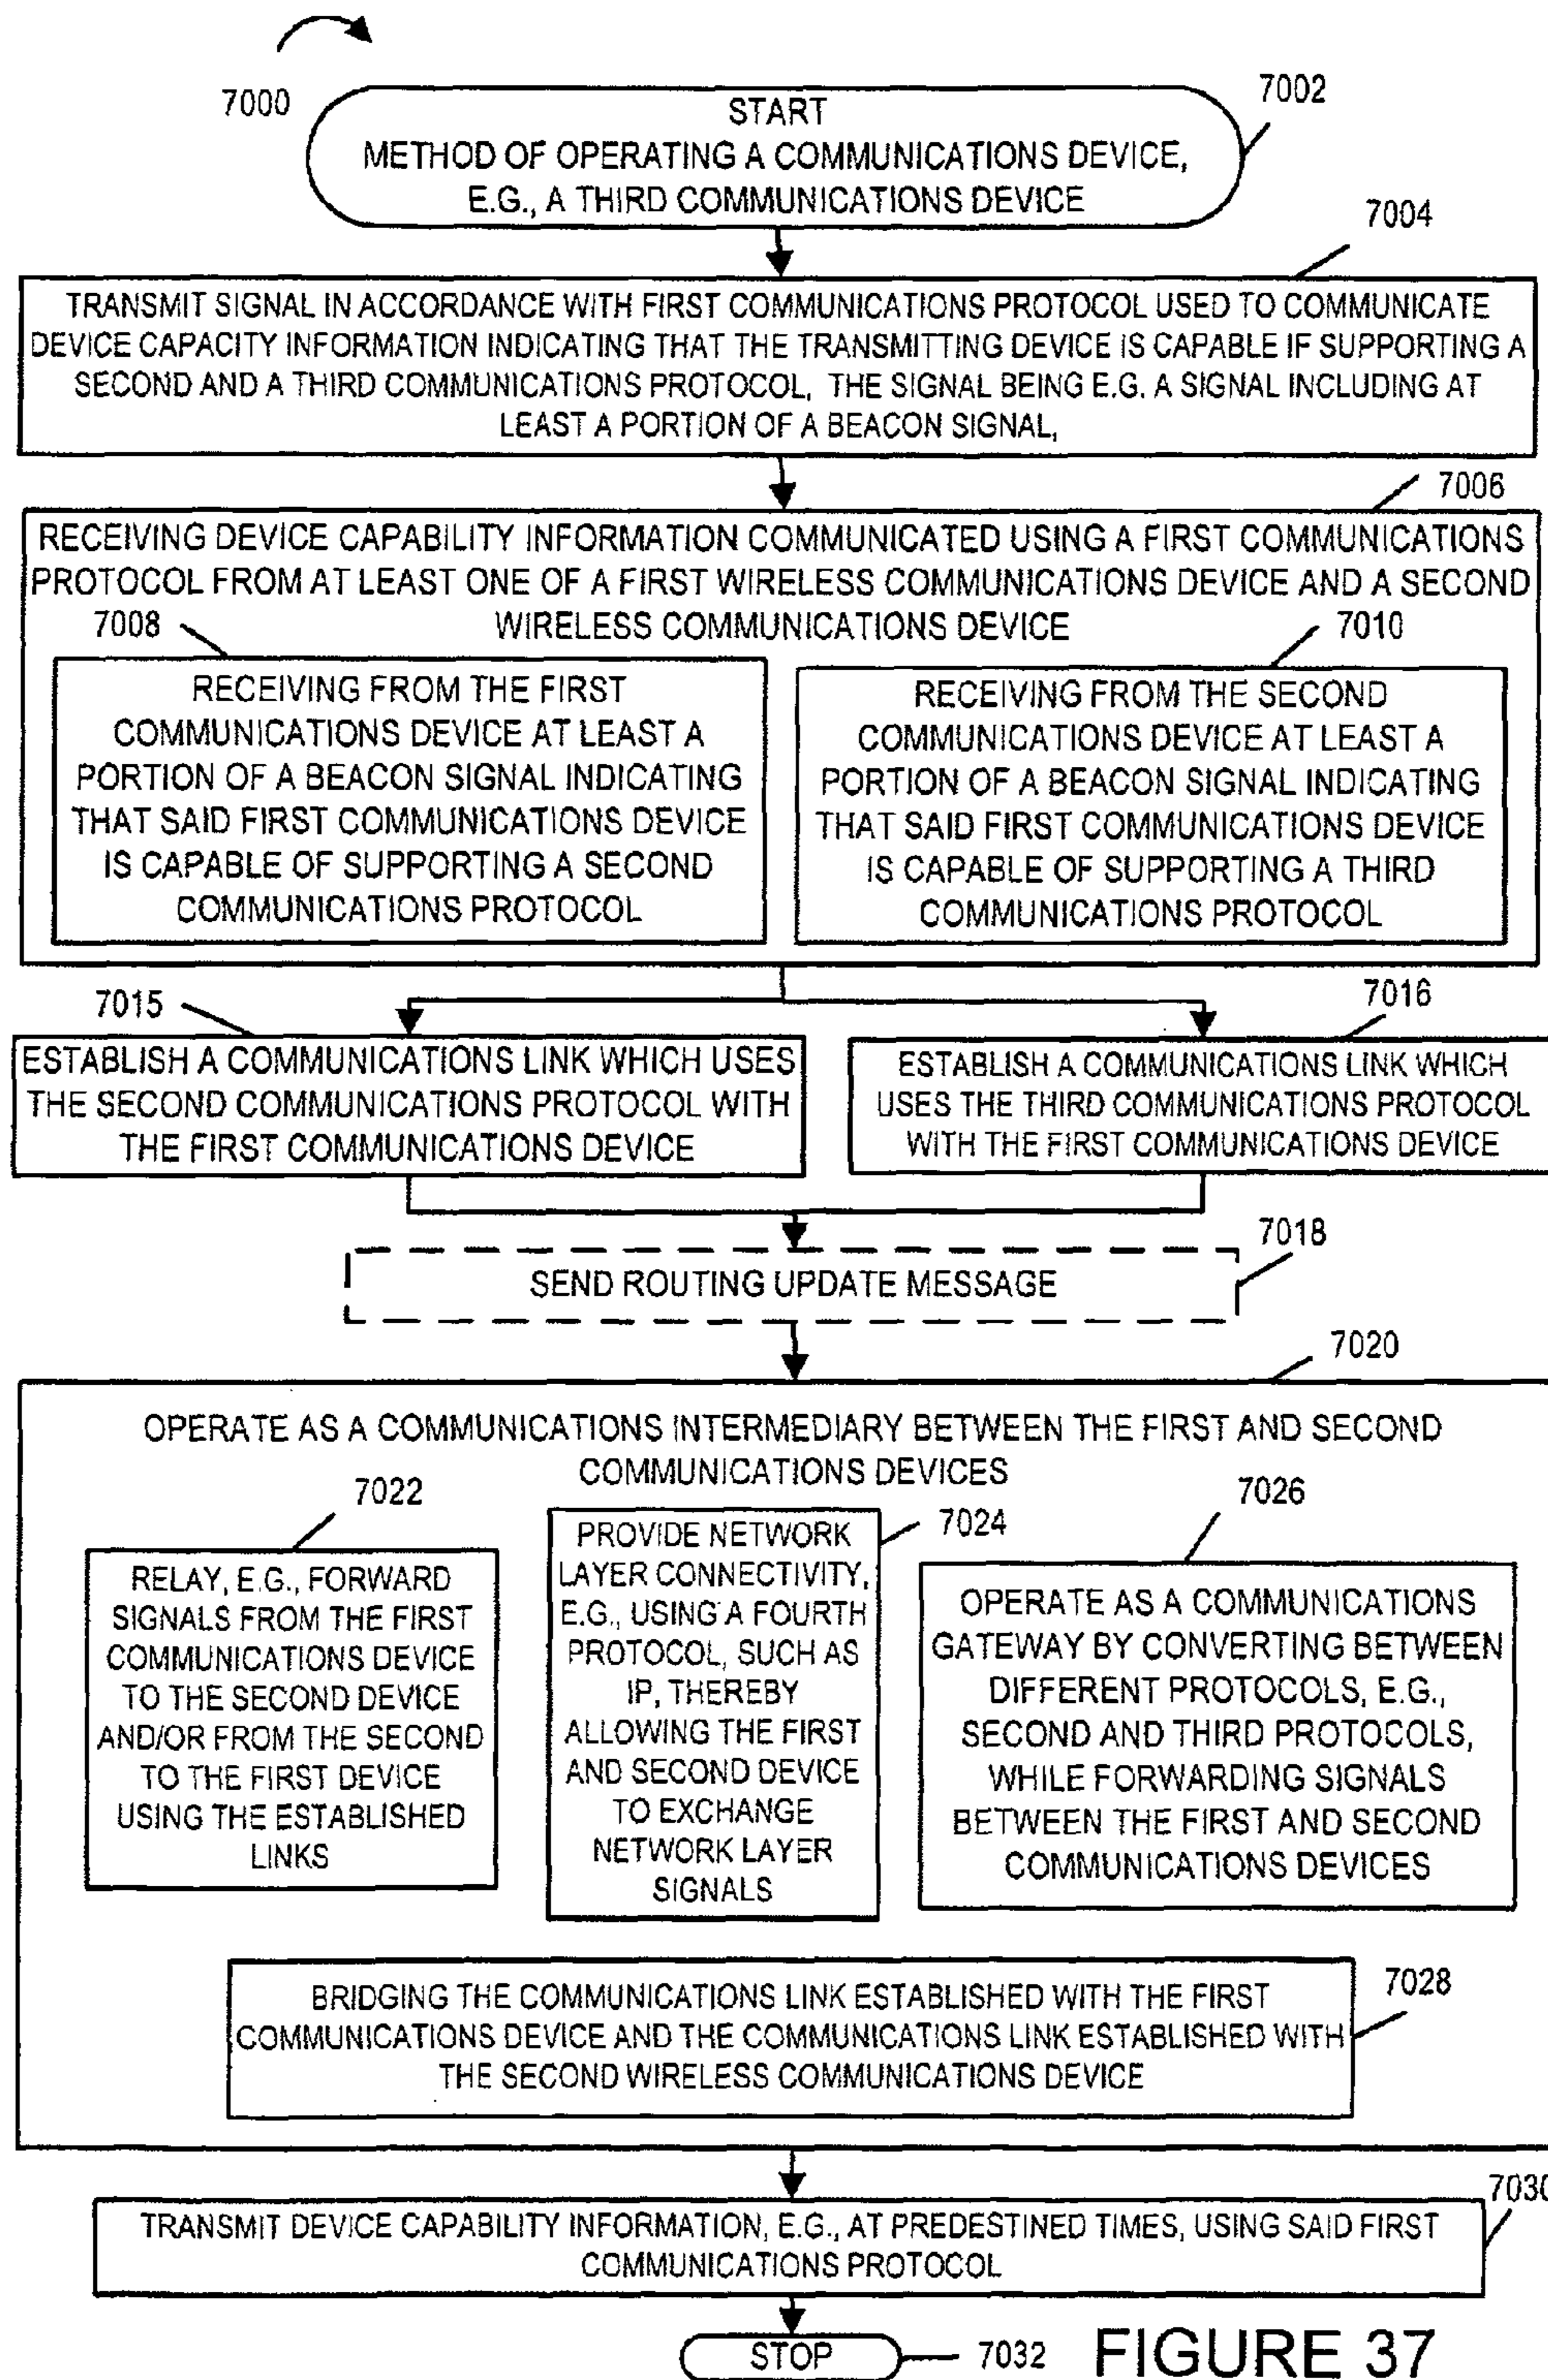 7000
START
7002
METHOD OF OPERATING A COMMUNICATIONS DEVICE,
E.G., A THIRD COMMUNICATIONS DEVICE
7004
TRANSMIT SIGNAL IN ACCORDANCE WITH FIRST COMMUNICATIONS PROTOCOL USED TO COMMUNICATE
DEVICE CAPACITY INFORMATION INDICATING THAT THE TRANSMITTING DEVICE IS CAPABLE IF SUPPORTING A
SECOND AND A THIRD COMMUNICATIONS PROTOCOL, THE SIGNAL BEING E.G. A SIGNAL INCLUDING AT
LEAST A PORTION OF A BEACON SIGNAL,
7006
RECEIVING DEVICE CAPABILITY INFORMATION COMMUNICATED USING A FIRST COMMUNICATIONS
PROTOCOL FROM AT LEAST ONE OF A FIRST WIRELESS COMMUNICATIONS DEVICE AND A SECOND
WIRELESS COMMUNICATIONS DEVICE
7008
RECEIVING FROM THE FIRST
COMMUNICATIONS DEVICE AT LEAST A
PORTION OF A BEACON SIGNAL INDICATING
THAT SAID FIRST COMMUNICATIONS DEVICE
IS CAPABLE OF SUPPORTING A SECOND
COMMUNICATIONS PROTOCOL
7010
RECEIVING FROM THE SECOND
COMMUNICATIONS DEVICE AT LEAST A
PORTION OF A BEACON SIGNAL INDICATING
THAT SAID FIRST COMMUNICATIONS DEVICE
IS CAPABLE OF SUPPORTING A THIRD
COMMUNICATIONS PROTOCOL
7015
ESTABLISH A COMMUNICATIONS LINK WHICH USES
THE SECOND COMMUNICATIONS PROTOCOL WITH
THE FIRST COMMUNICATIONS DEVICE
7016
ESTABLISH A COMMUNICATIONS LINK WHICH
USES THE THIRD COMMUNICATIONS PROTOCOL
WITH THE FIRST COMMUNICATIONS DEVICE
7018
SEND ROUTING UPDATE MESSAGE
7020
OPERATE AS A COMMUNICATIONS INTERMEDIARY BETWEEN THE FIRST AND SECOND
COMMUNICATIONS DEVICES
7022
RELAY, E.G., FORWARD
SIGNALS FROM THE FIRST
COMMUNICATIONS DEVICE
TO THE SECOND DEVICE
AND/OR FROM THE SECOND
TO THE FIRST DEVICE
USING THE ESTABLISHED
LINKS
7024
PROVIDE NETWORK
LAYER CONNECTIVITY,
E.G., USING A FOURTH
PROTOCOL, SUCH AS
IP, THEREBY
ALLOWING THE FIRST
AND SECOND DEVICE
TO EXCHANGE
NETWORK LAYER
SIGNALS
7026
OPERATE AS A COMMUNICATIONS
GATEWAY BY CONVERTING BETWEEN
DIFFERENT PROTOCOLS, E.G.,
SECOND AND THIRD PROTOCOLS,
WHILE FORWARDING SIGNALS
BETWEEN THE FIRST AND SECOND
COMMUNICATIONS DEVICES
7028
BRIDGING THE COMMUNICATIONS LINK ESTABLISHED WITH THE FIRST
COMMUNICATIONS DEVICE AND THE COMMUNICATIONS LINK ESTABLISHED WITH
THE SECOND WIRELESS COMMUNICATIONS DEVICE
7030
TRANSMIT DEVICE CAPABILITY INFORMATION, E.G., AT PREDESTINED TIMES, USING SAID FIRST
COMMUNICATIONS PROTOCOL
STOP
7032
FIGURE 37